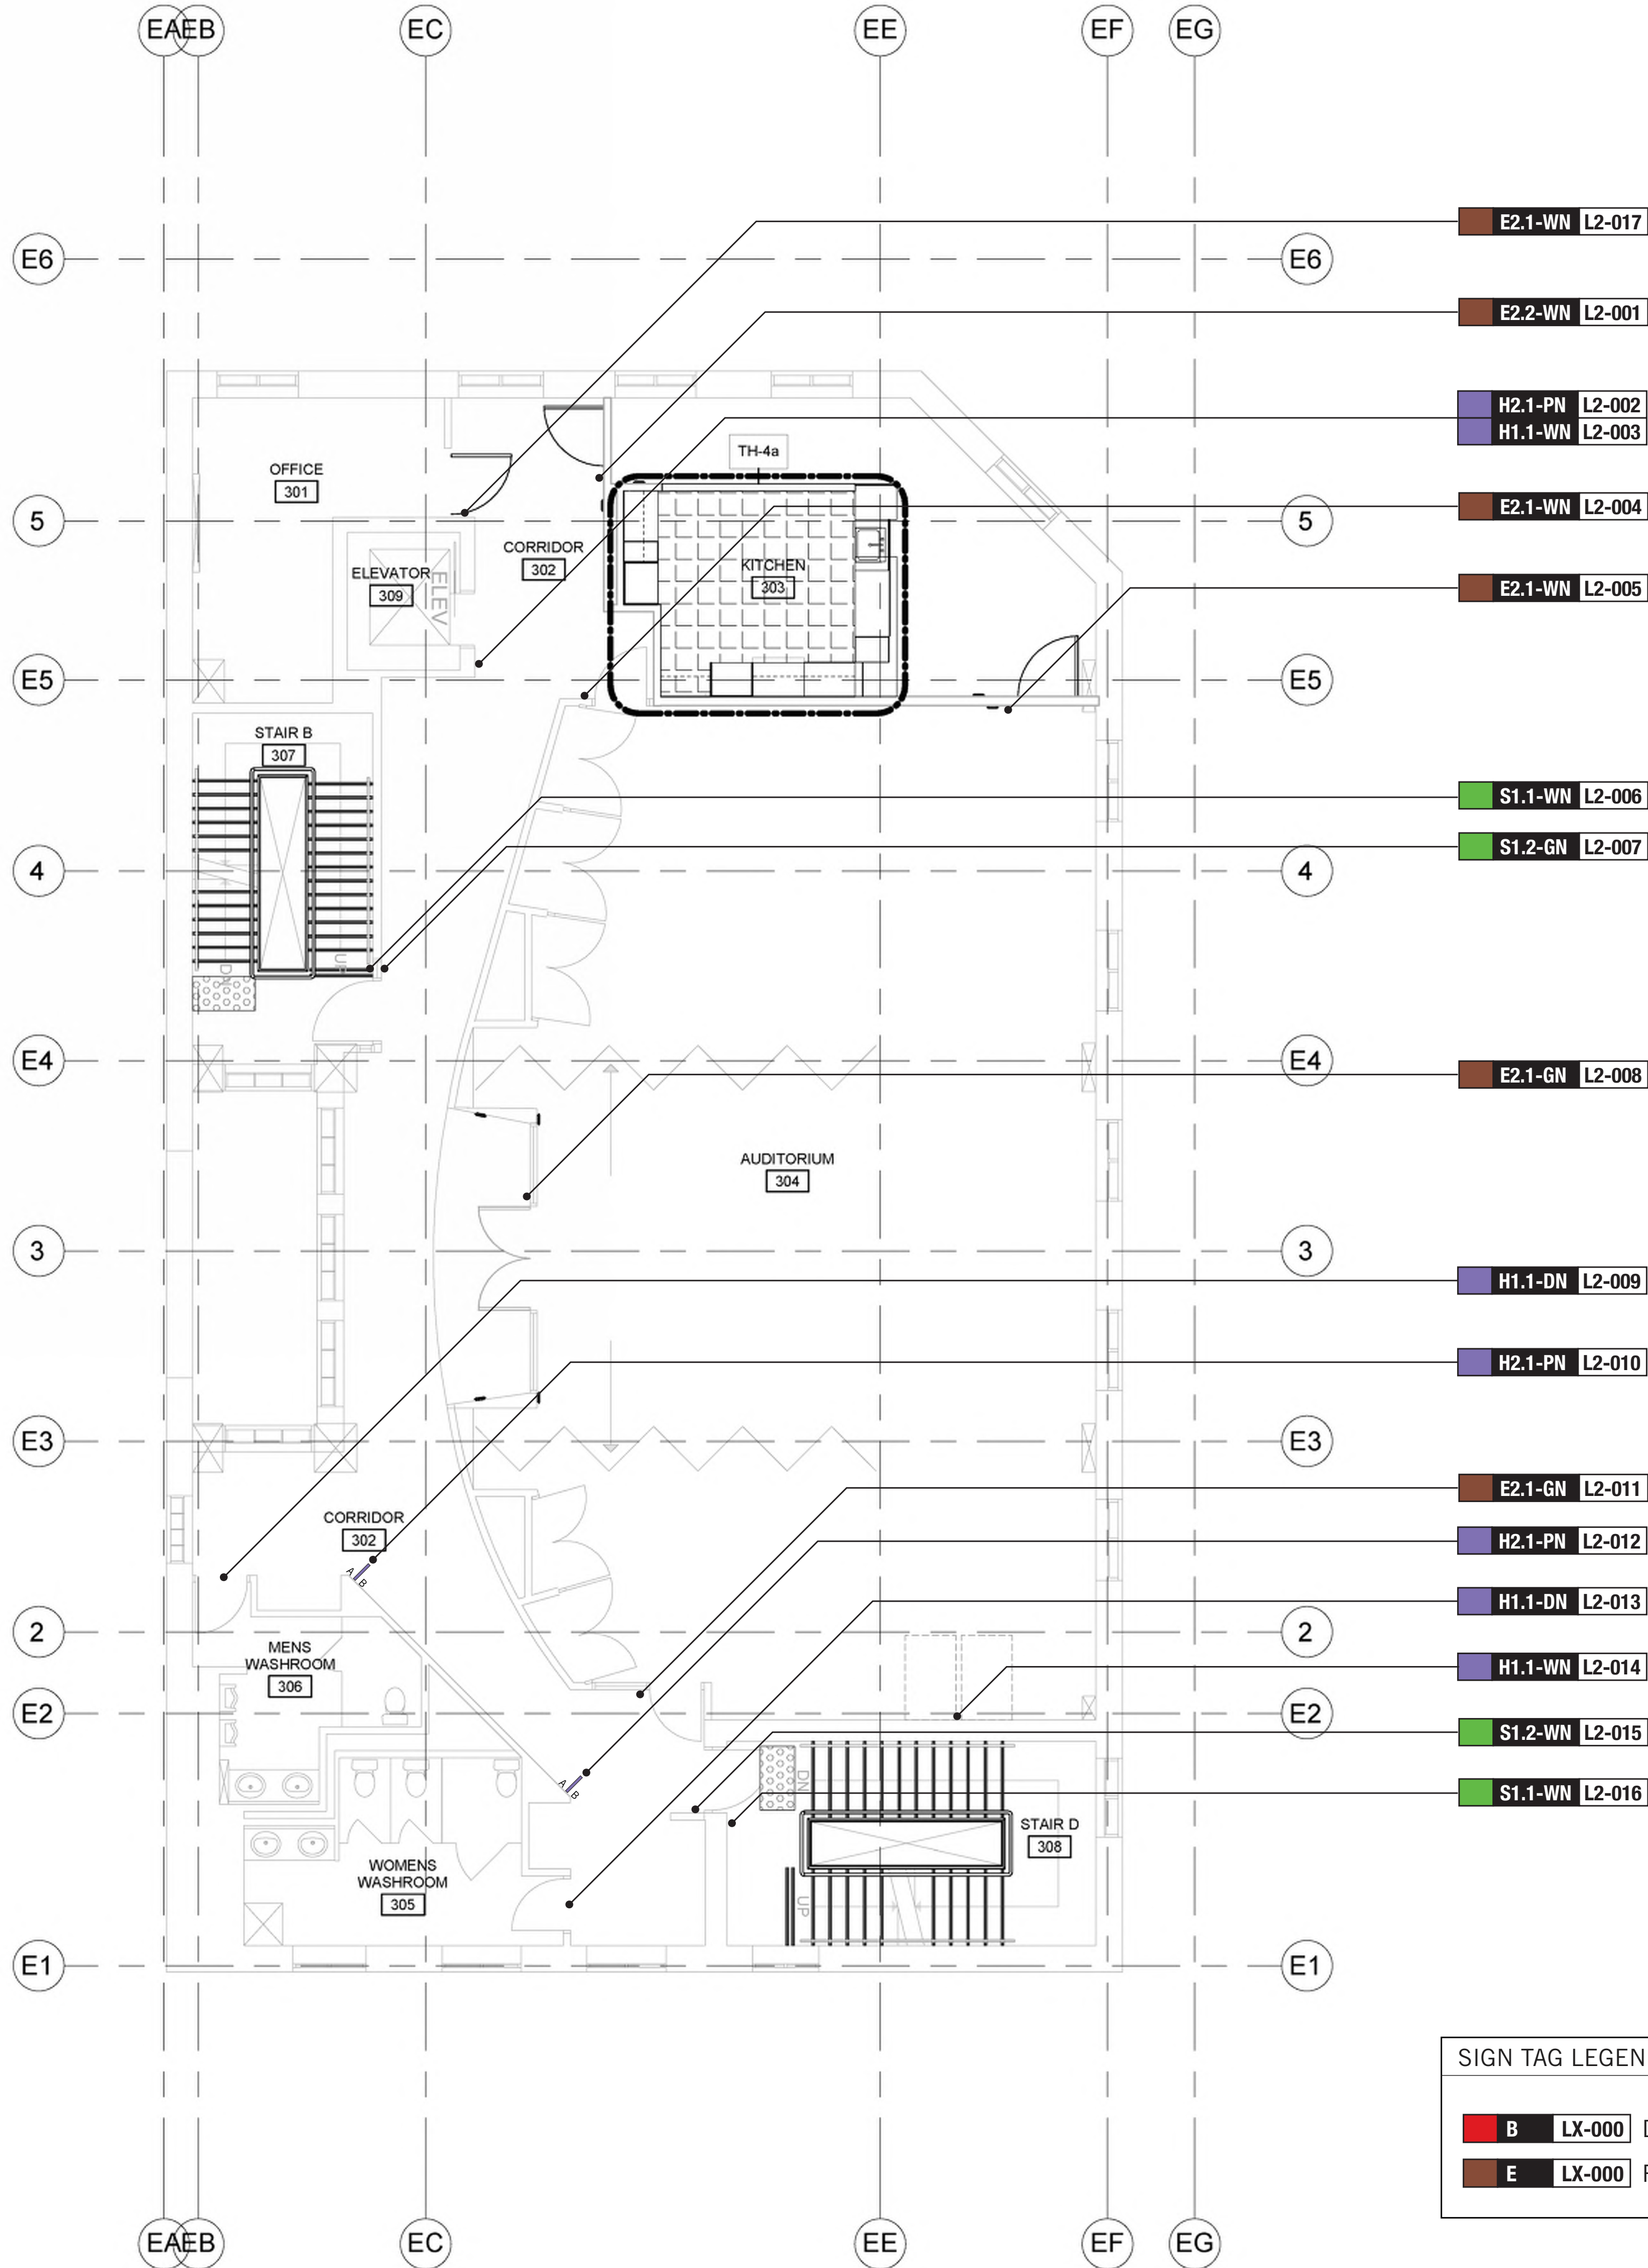 EA EB EC EE EF EG
E2.1-WN L2-017
E6 E6
E2.2-WN L2-001
H2.1-PN L2-002
H1.1-WN L2-003
TH-4a
OFFICE
301
E2.1-WN L2-004
5 5
CORRIDOR
302
ELEVATOR
309
ELEV
KITCHEN
303
E2.1-WN L2-005
E5 E5
STAIR B
307
S1.1-WN L2-006
S1.2-GN L2-007
4 4
UP
E4 E4
E2.1-GN L2-008
AUDITORIUM
304
3 3
H1.1-DN L2-009
H2.1-PN L2-010
E3 E3
E2.1-GN L2-011
CORRIDOR
302
H2.1-PN L2-012
A
B
H1.1-DN L2-013
2 2
MENS
WASHROOM
306
H1.1-WN L2-014
E2 E2
S1.2-WN L2-015
A
B
DN
S1.1-WN L2-016
STAIR D
308
WOMENS
WASHROOM
305
UP
E1 E1
SIGN TAG LEGEN
B LX-000
E LX-000
EA EB EC EE EF EG